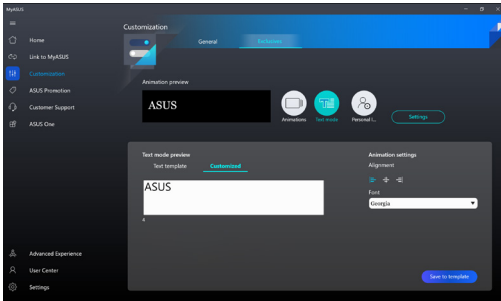 MyASUS
Customization
Home
General
Exclusives
Link to MyASUS
Customization
ASUS Promotion
Animation preview
Customer Support
ASUS
ASUS One
Animations
Text mode
Personal I...
Settings
Text mode preview
Animation settings
Text template
Customized
Alignment
ASUS
Font
Georgia
4
Advanced Experience
User Center
Save to template
Settings